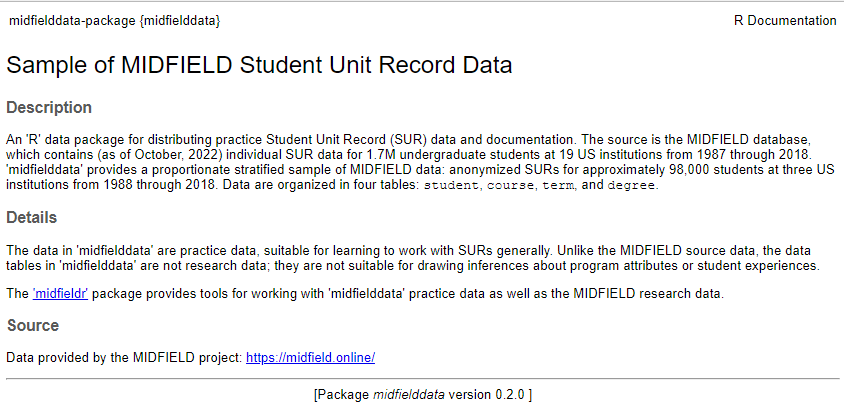 midfielddata-package {midfielddata}
R Documentation
Sample of MIDFIELD Student Unit Record Data
Description
An 'R' data package for distributing practice Student Unit Record (SUR) data and documentation. The source is the MIDFIELD database,
which contains (as of October, 2022) individual SUR data for 1.7M undergraduate students at 19 US institutions from 1987 through 2018.
'midfielddata' provides a proportionate stratified sample of MIDFIELD data: anonymized SURs for approximately 98,000 students at three US
institutions from 1988 through 2018. Data are organized in four tables: student, course, term, and degree.
Details
The data in 'midfielddata' are practice data, suitable for learning to work with SURs generally. Unlike the MIDFIELD source data, the data
tables in 'midfielddata' are not research data; they are not suitable for drawing inferences about program attributes or student experiences.
The 'midfieldr' package provides tools for working with 'midfielddata' practice data as well as the MIDFIELD research data.
Source
Data provided by the MIDFIELD project: https://midfield.online/
[Package midfielddata version 0.2.0 ]